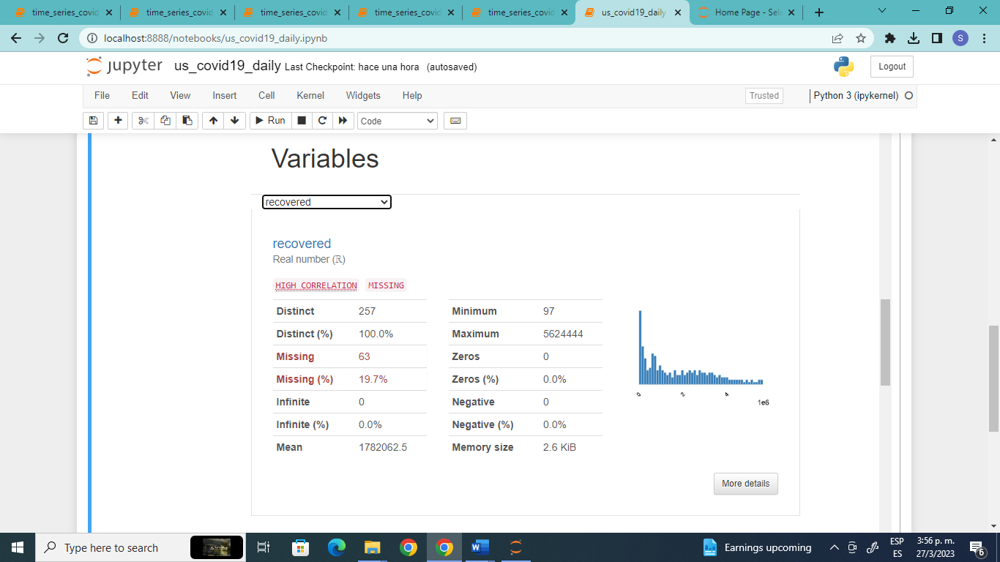 time_series_covid time_series_covid time_series_covid time_series_covid time_series_covid us_covid19_daily Home Page - Sel
localhost:8888/notebooks/us_covid19_daily.ipynb S
jupyter us_covid19_daily Last Checkpoint: hace una hora (autosaved) Logout
File Edit View Insert Cell Kernel Widgets Help Trusted Python 3 (ipykernel)
Run Code
Variables
recovered
recovered
Real number (ℝ)
HIGH CORRELATION MISSING
Distinct 257 Minimum 97
Distinct (%) 100.0% Maximum 5624444
Missing 63 Zeros 0
Missing (%) 19.7% Zeros (%) 0.0%
Infinite 0 Negative 0
Infinite (%) 0.0% Negative (%) 0.0%
Mean 1782062.5 Memory size 2.6 KiB
0 2 4
1e6
More details
Type here to search Earnings upcoming ESP 3:56 p. m.
ES 27/3/2023 6